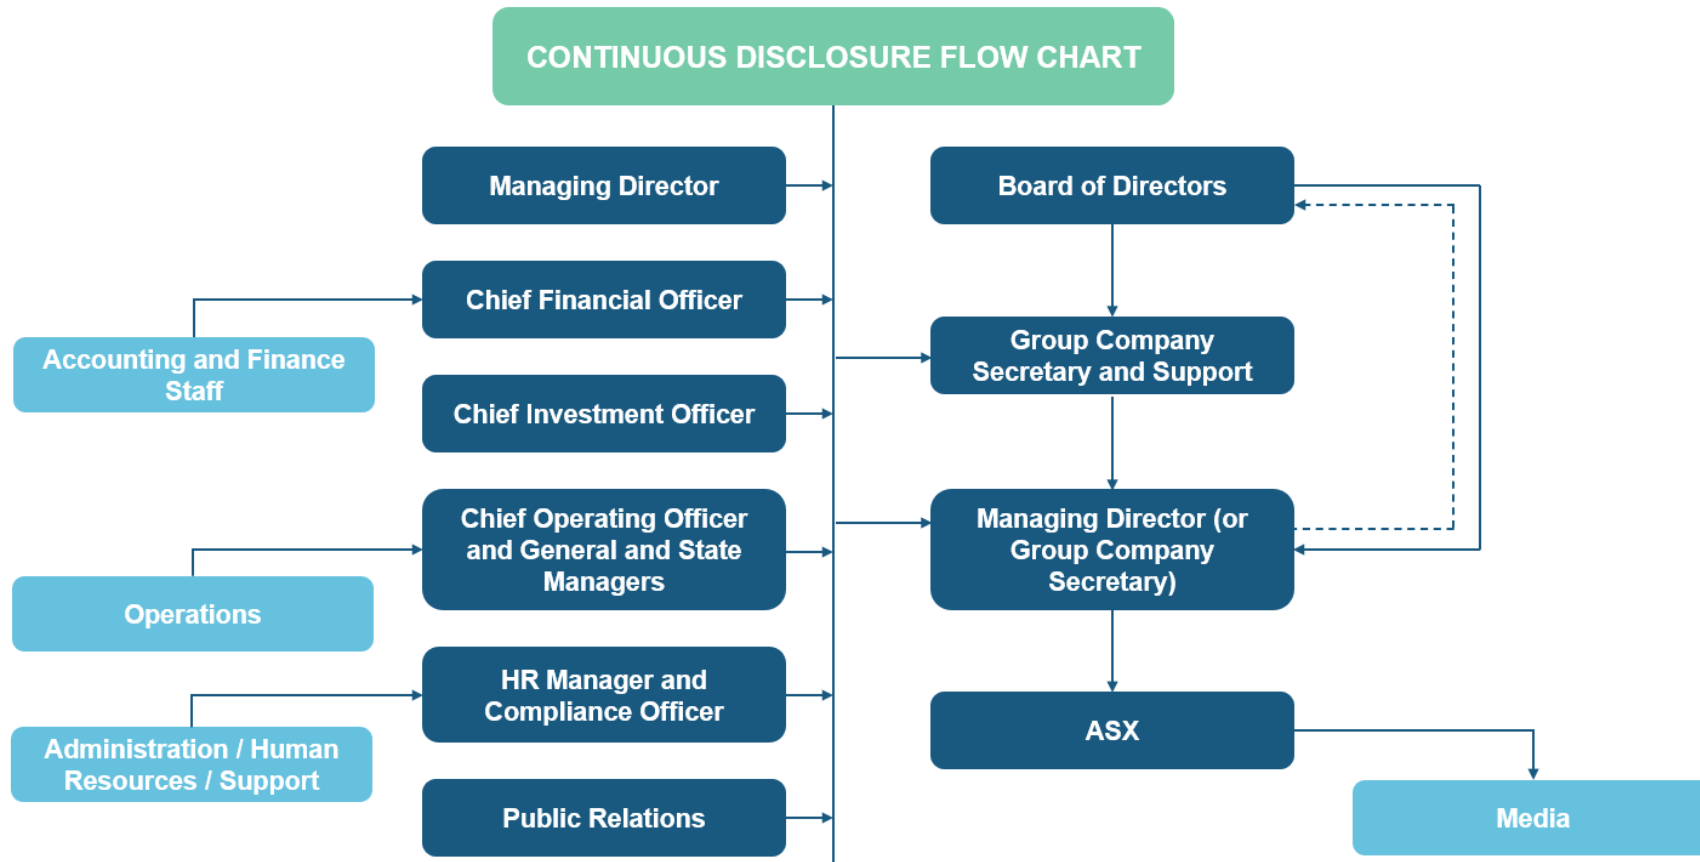 CONTINUOUS DISCLOSURE FLOW CHART
Managing Director
Board of Directors
Chief Financial Officer
Group Company
Secretary and Support
Accounting and Finance
Staff
Chief Investment Officer
Chief Operating Officer
and General and State
Managers
Managing Director (or
Group Company
Secretary)
Operations
HR Manager and
Compliance Officer
ASX
Administration / Human
Resources / Support
Public Relations
Media